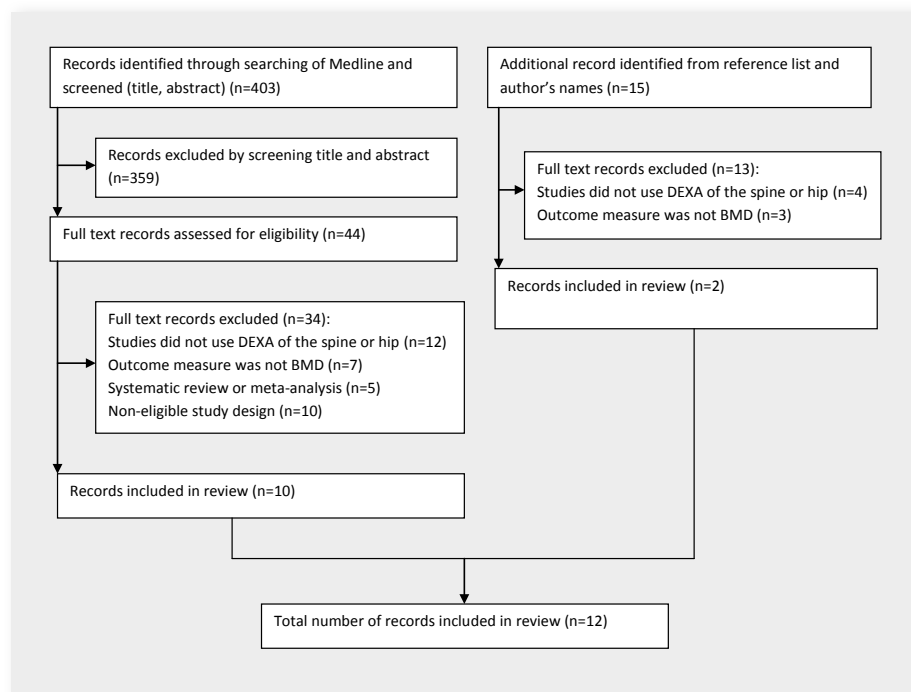 Records identified through searching of Medline and
screened (title, abstract) (n=403)
Records excluded by screening title and abstract
(n=359)
Full text records assessed for eligibility (n=44)
Full text records excluded (n=34):
Studies did not use DEXA of the spine or hip (n=12)
Outcome measure was not BMD (n=7)
Systematic review or meta-analysis (n=5)
Non-eligible study design (n=10)
Records included in review (n=10)
Additional record identified from reference list and
author's names (n=15)
Full text records excluded (n=13):
Studies did not use DEXA of the spine or hip (n=4)
Outcome measure was not BMD (n=3)
Records included in review (n=2)
Total number of records included in review (n=12)